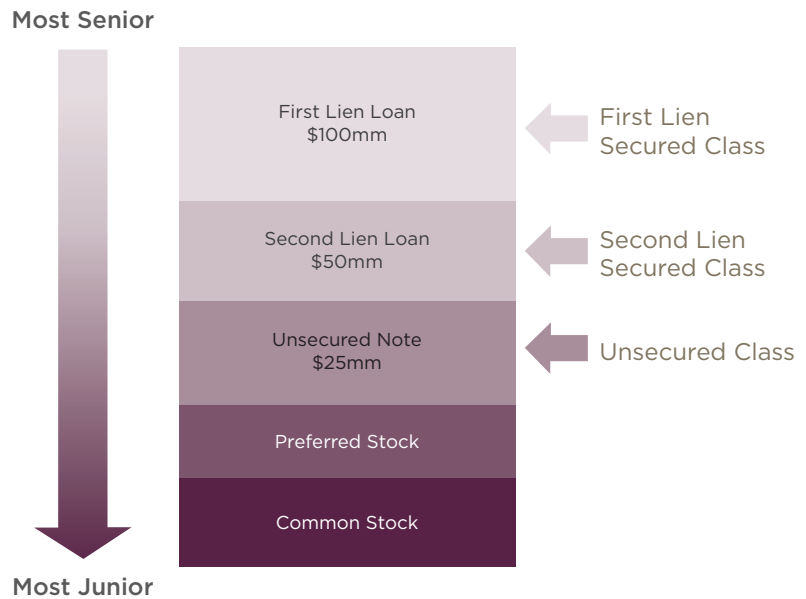 Most Senior
First Lien Loan
$100mm
First Lien
Secured Class
Second Lien Loan
$50mm
Second Lien
Secured Class
Unsecured Note
$25mm
Unsecured Class
Preferred Stock
Common Stock
Most Junior